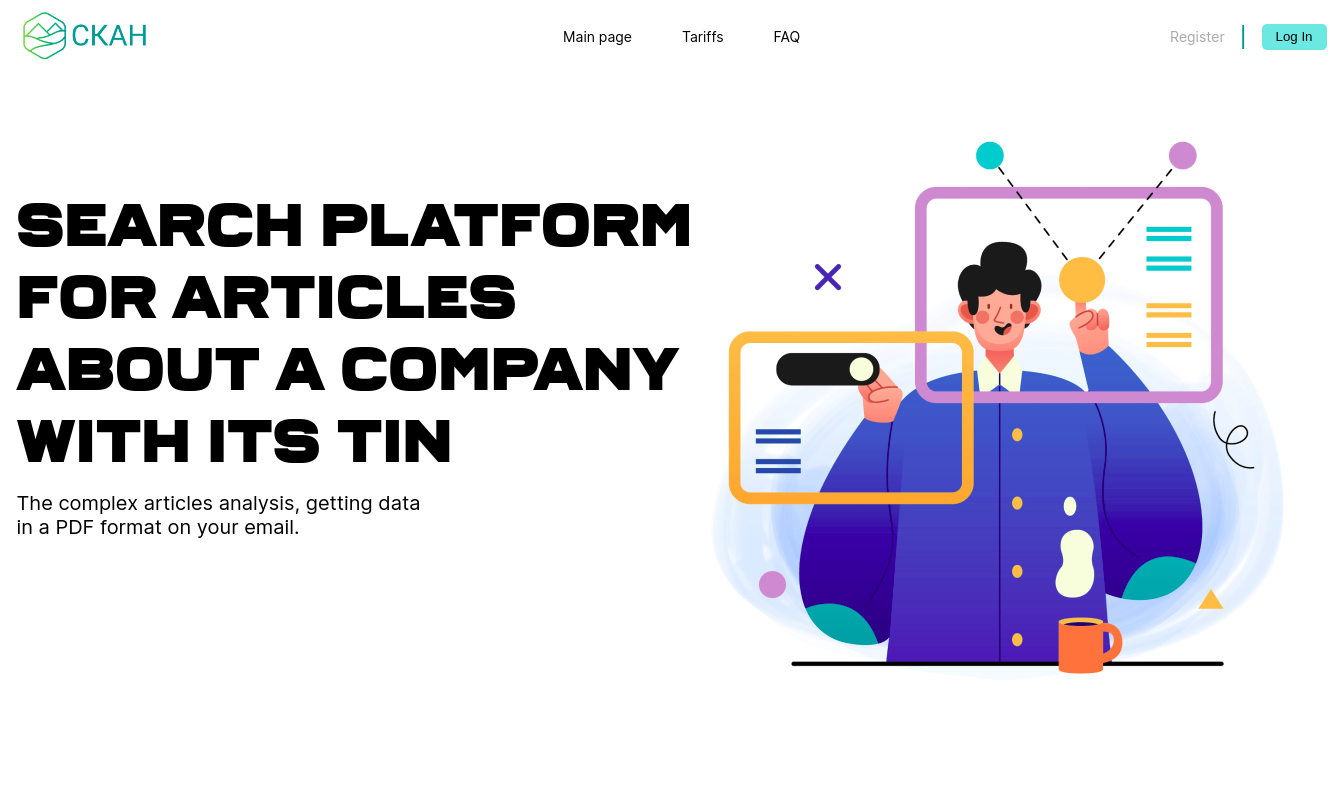 СКАН
Main page
Tariffs
FAQ
Register
Log In
SEARCH PLATFORM
FOR ARTICLES
ABOUT A COMPANY
WITH ITS TIN
The complex articles analysis, getting data
in a PDF format on your email.